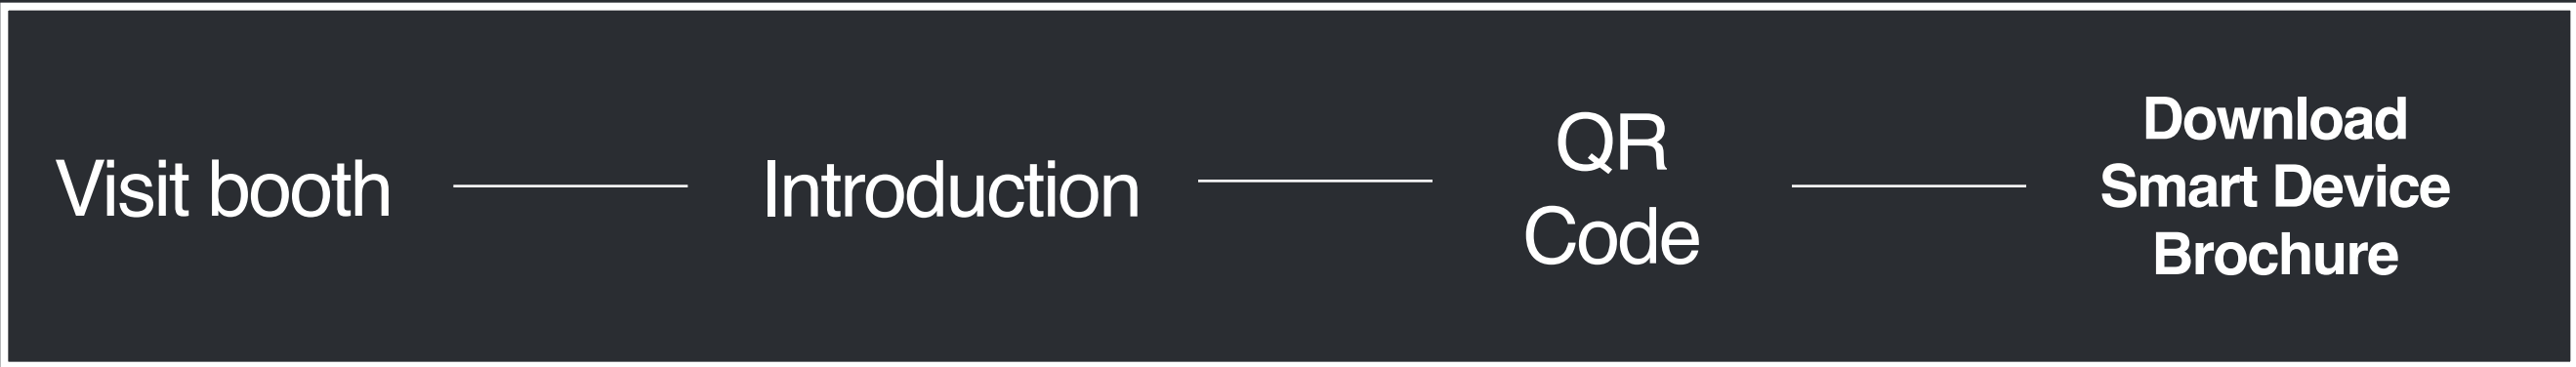 Visit booth
Introduction
QR
Code
Download
Smart Device
Brochure